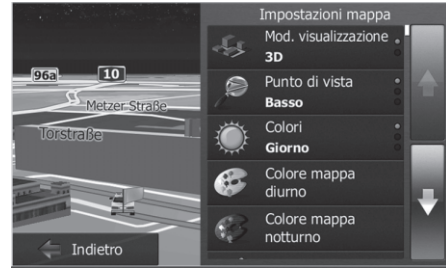 Impostazioni mappa
Mod. visualizzazione
3D
Punto di vista
Basso
Colori
Giorno
Colore mappa
diurno
Colore mappa
notturno
96a
10
Metzer Straße
Torstraße
Indietro